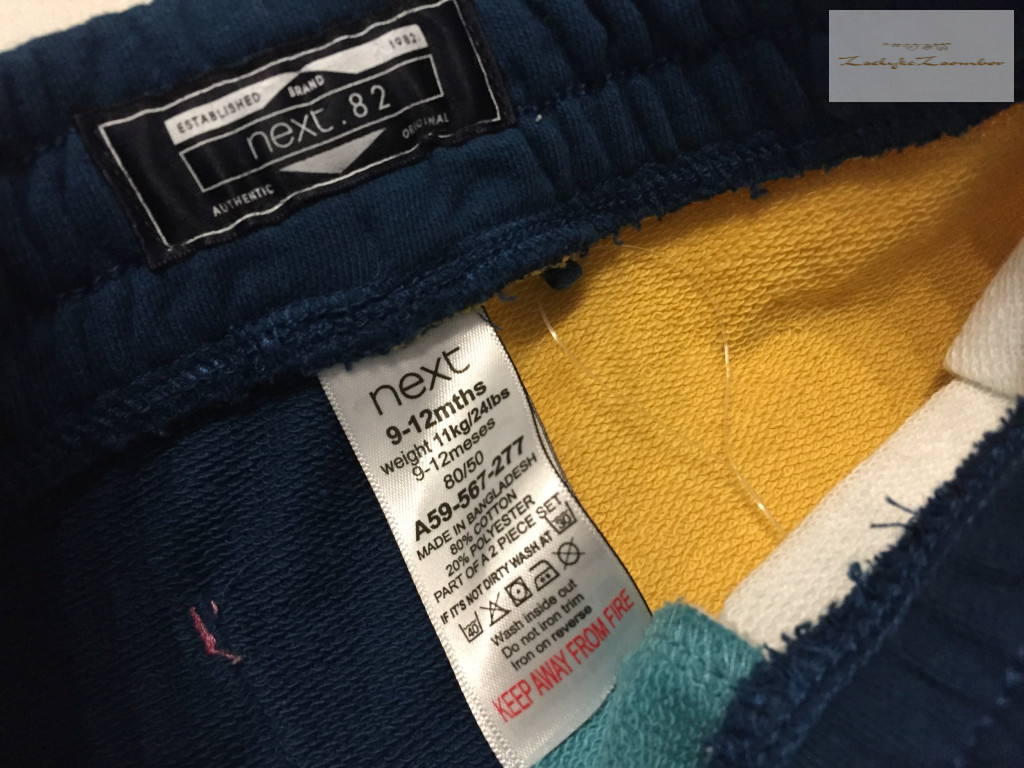 ESTABLISHED BRAND 1982
next.82
AUTHENTIC ORIGINAL
next
9-12mths
weight 11kg/24lbs
9-12meses
80/50
A59-567-277
MADE IN BANGLADESH
80% COTTON
20% POLYESTER
PART OF A 2 PIECE SET
IF IT'S NOT DIRTY WASH AT 30
40
Wash inside out
Do not iron trim
iron on reverse
KEEP AWAY FROM FIRE